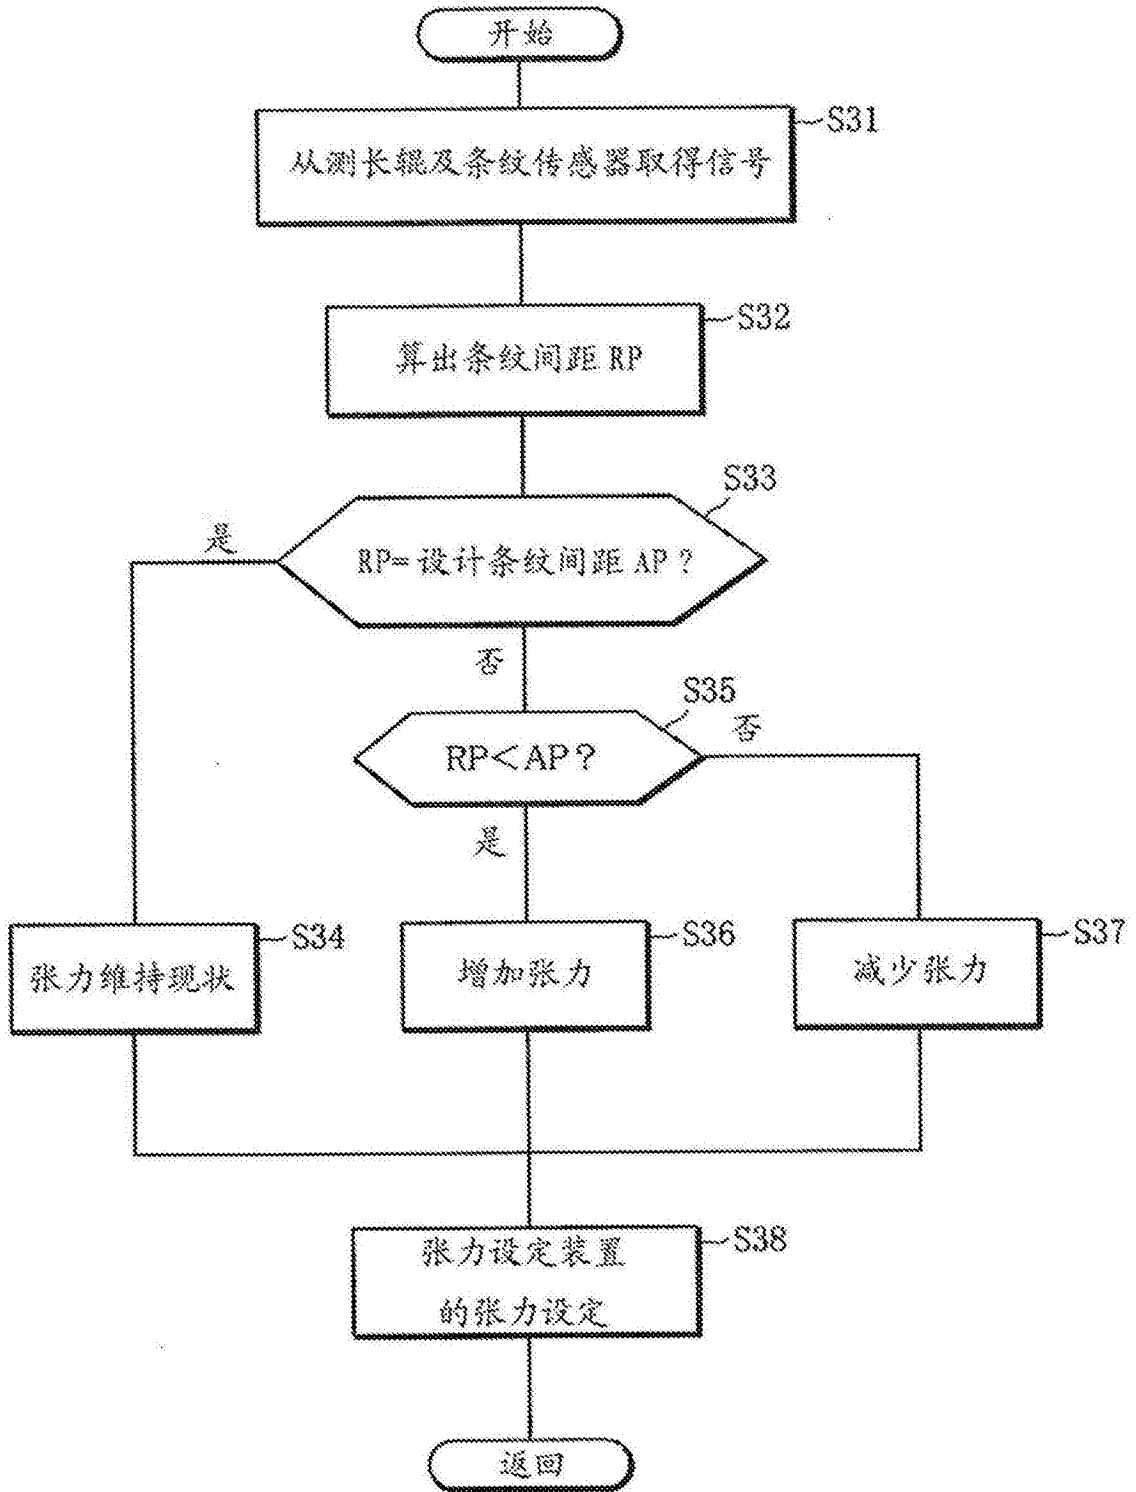 开始
S31
从测长辊及条纹传感器取得信号
S32
算出条纹间距 RP
S33
是
RP=设计条纹间距 AP？
否
S35
否
RP＜AP？
是
S34
张力维持现状
S36
增加张力
S37
减少张力
S38
张力设定装置
的张力设定
返回